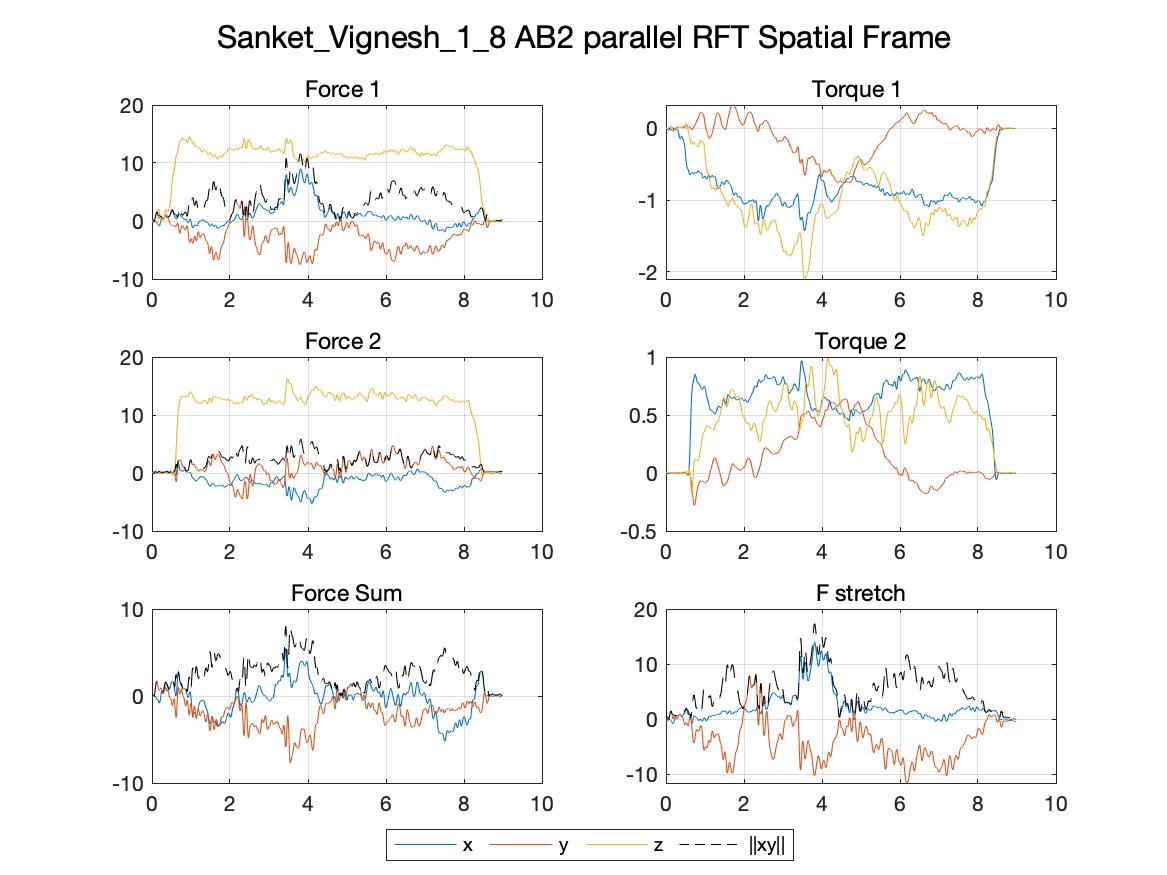 Sanket_Vignesh_1_8 AB2 parallel RFT Spatial Frame
Force 1
20
10
0
-10
0 2 4 6 8 10
Torque 1
0
-1
-2
0 2 4 6 8 10
Force 2
20
10
0
-10
0 2 4 6 8 10
Torque 2
1
0.5
0
-0.5
0 2 4 6 8 10
Force Sum
10
0
-10
0 2 4 6 8 10
F stretch
20
10
0
-10
0 2 4 6 8 10
x y z ||xy||